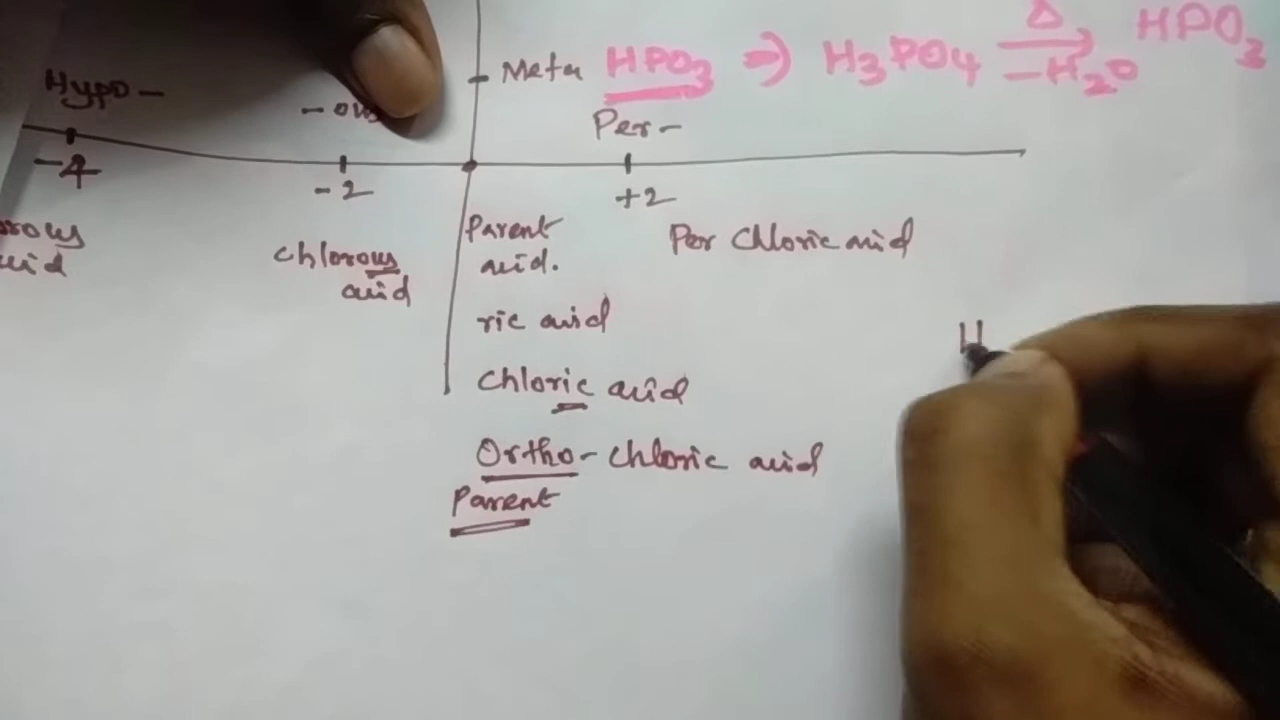 Meta HPO3 ⇒ H3PO4 Δ→ -H2O HPO3
Hypo -
- ous
Per -
-4
-2
+2
Chlorous acid
Parent acid.
Per Chloric acid
ric acid
Chloric acid
Ortho - Chloric acid
Parent
H